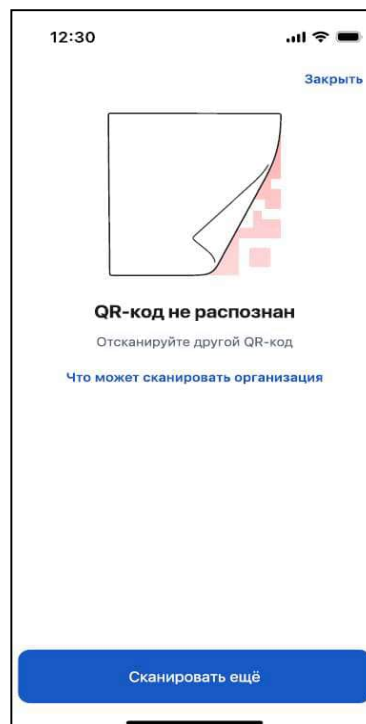 12:30
Закрыть
QR-код не распознан
Отсканируйте другой QR-код
Что может сканировать организация
Сканировать ещё